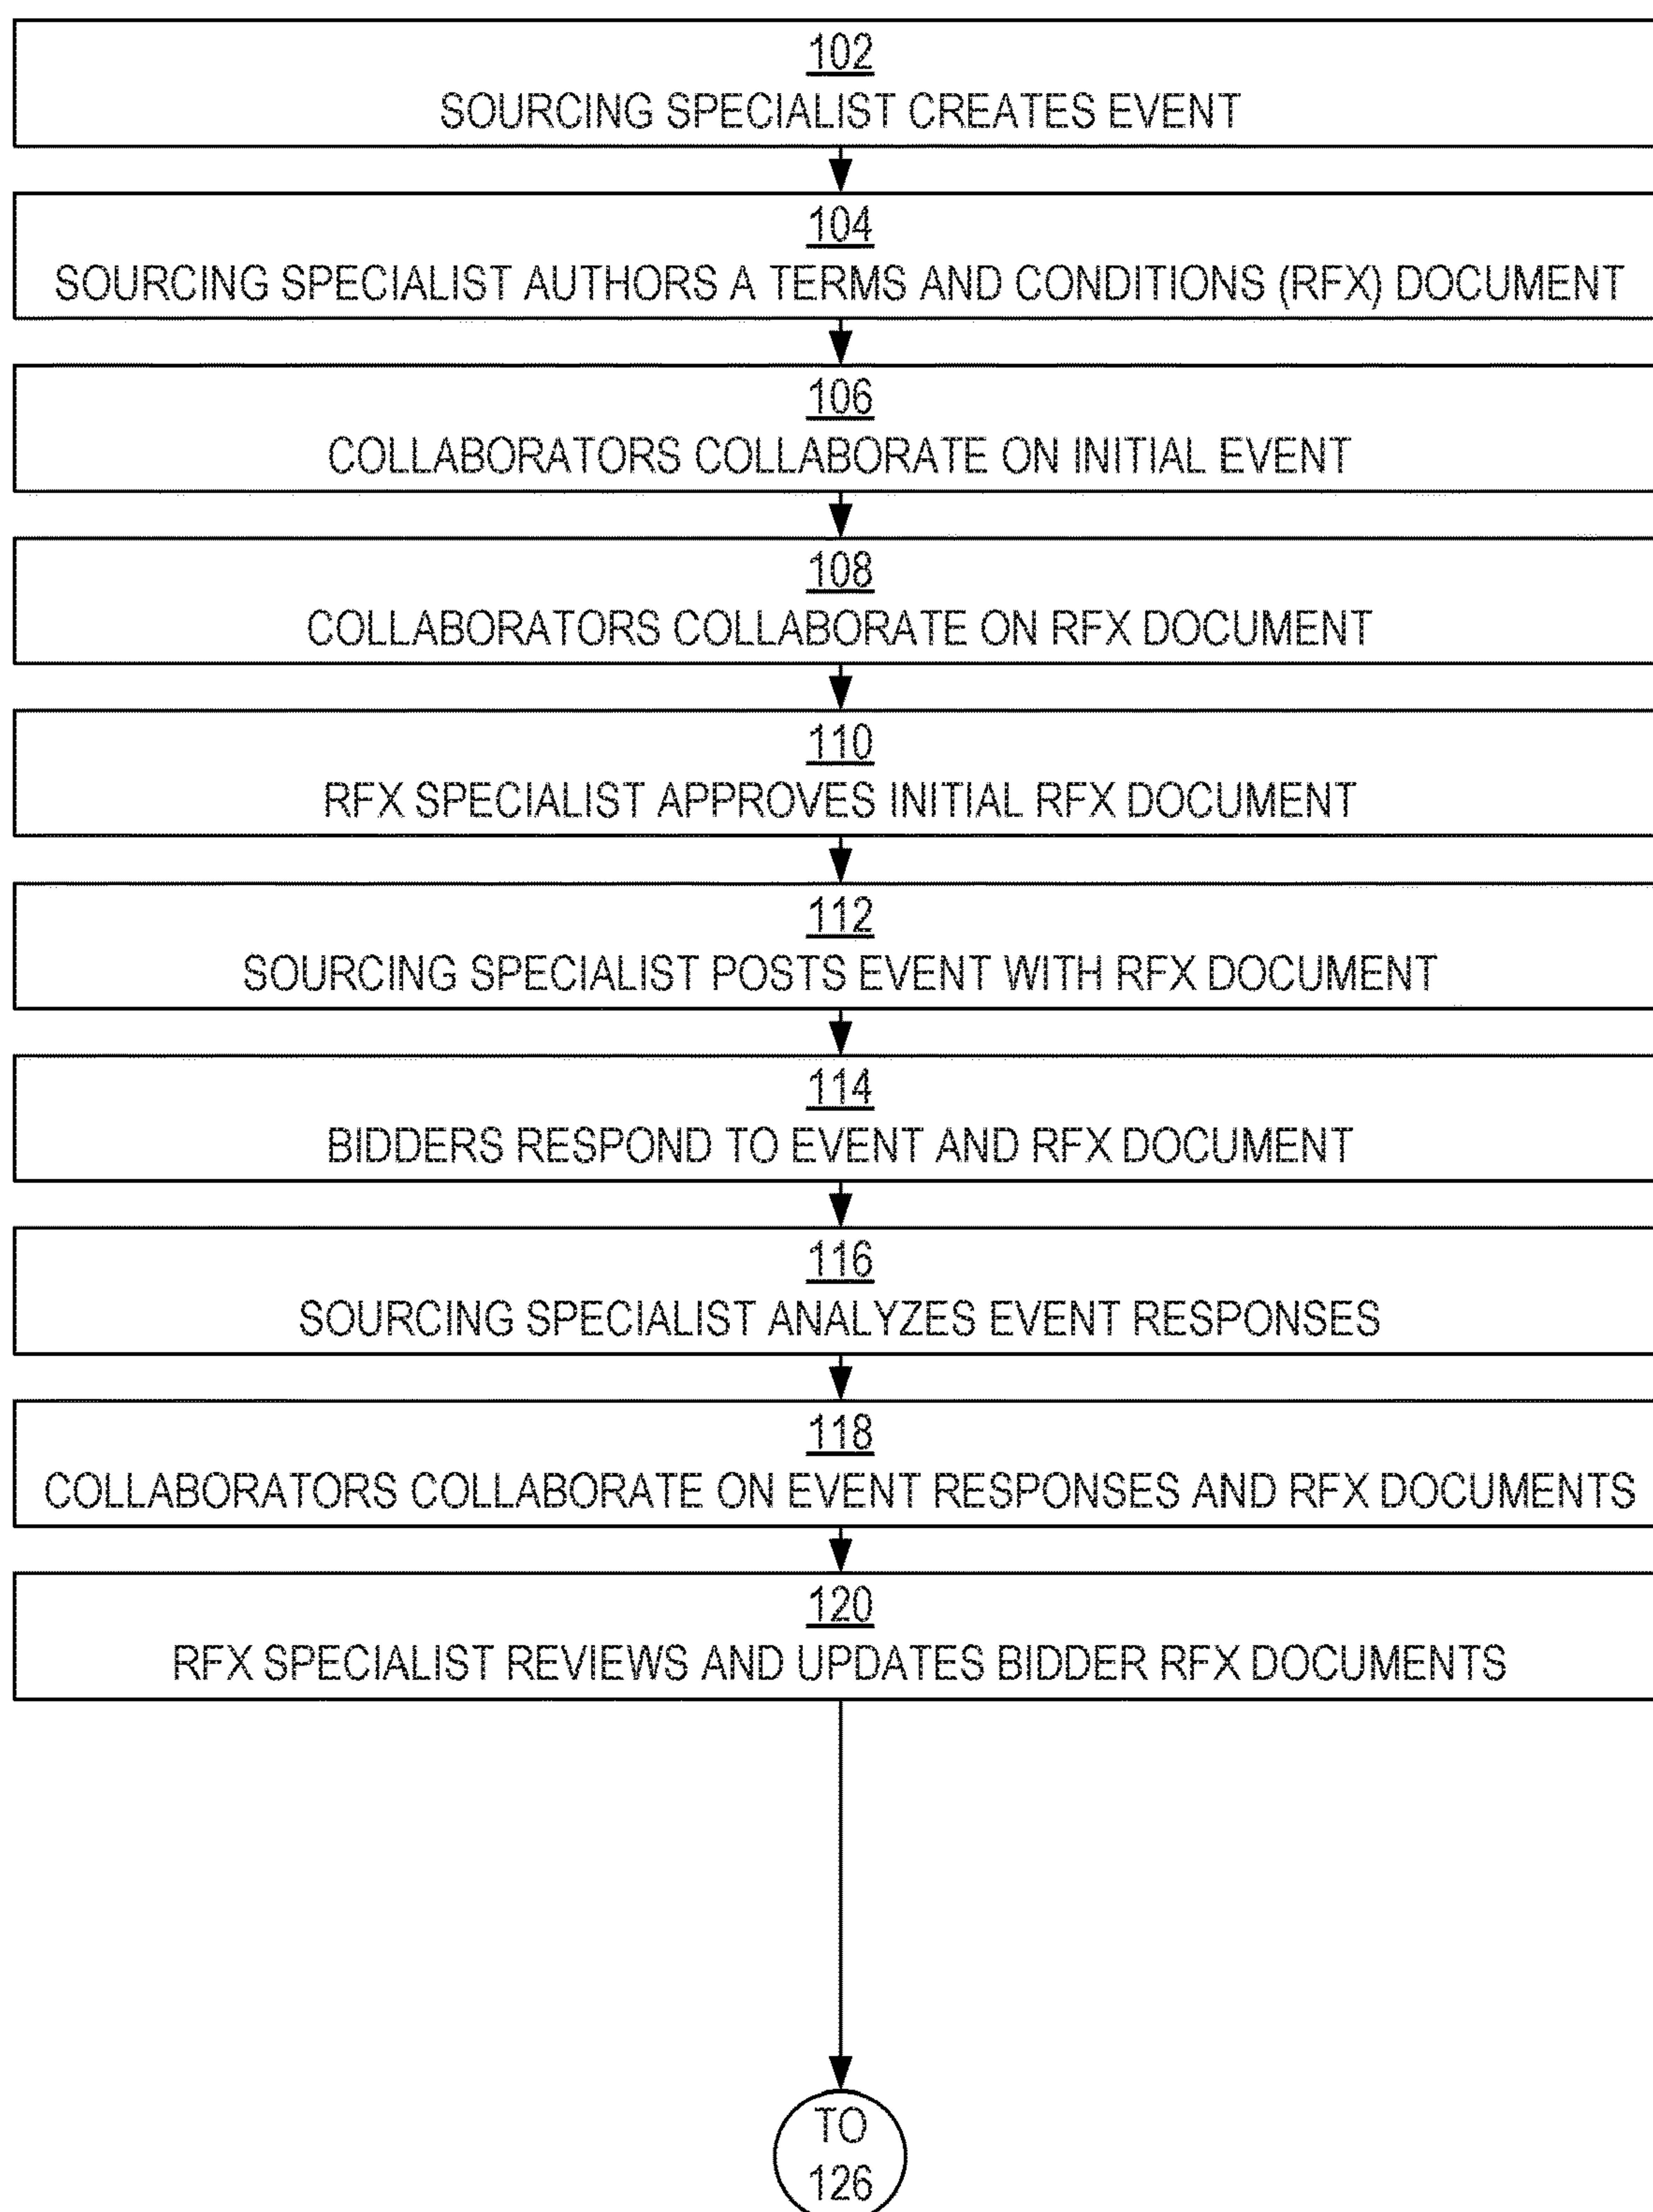 102
SOURCING SPECIALIST CREATES EVENT
104
SOURCING SPECIALIST AUTHORS A TERMS AND CONDITIONS (RFX) DOCUMENT
106
COLLABORATORS COLLABORATE ON INITIAL EVENT
108
COLLABORATORS COLLABORATE ON RFX DOCUMENT
110
RFX SPECIALIST APPROVES INITIAL RFX DOCUMENT
112
SOURCING SPECIALIST POSTS EVENT WITH RFX DOCUMENT
114
BIDDERS RESPOND TO EVENT AND RFX DOCUMENT
116
SOURCING SPECIALIST ANALYZES EVENT RESPONSES
118
COLLABORATORS COLLABORATE ON EVENT RESPONSES AND RFX DOCUMENTS
120
RFX SPECIALIST REVIEWS AND UPDATES BIDDER RFX DOCUMENTS
TO
126